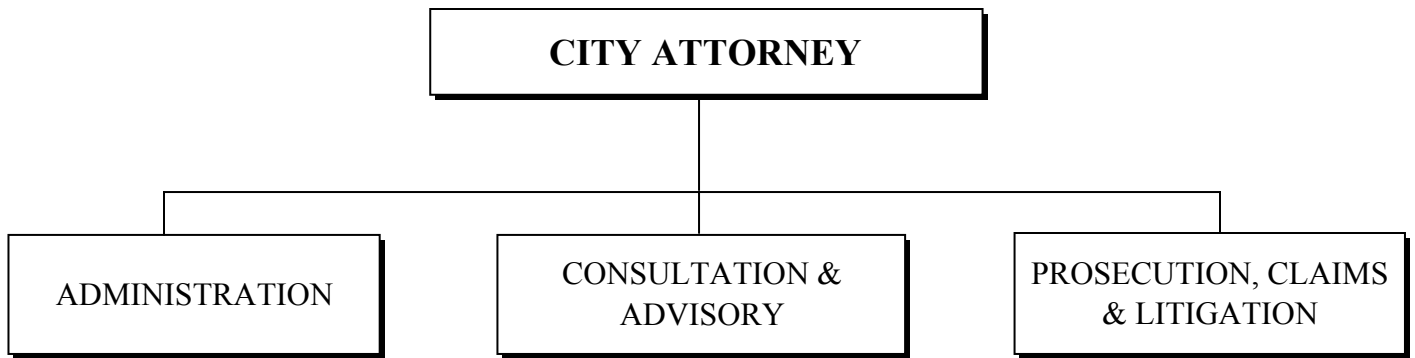 CITY ATTORNEY
ADMINISTRATION
CONSULTATION &
ADVISORY
PROSECUTION, CLAIMS
& LITIGATION